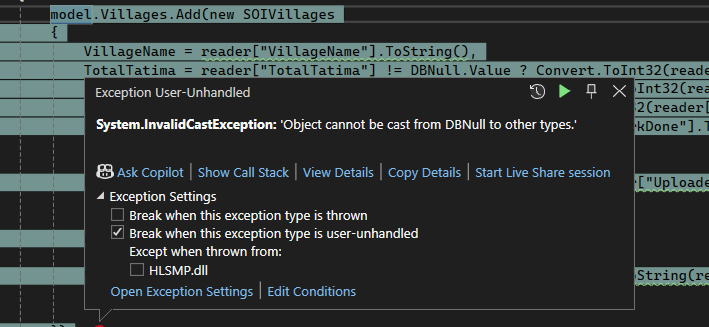 model.Villages.Add(new SOIVillages
{
VillageName = reader["VillageName"].ToString(),
TotalTatima = reader["TotalTatima"] != DBNull.Value ? Convert.ToInt32(reade
Exception User-Unhandled
oInt32(reade
2(reader[
System.InvalidCastException: 'Object cannot be cast from DBNull to other types.'
rkDone"].T
Ask Copilot | Show Call Stack | View Details | Copy Details | Start Live Share session
r["Uploade
Exception Settings
Break when this exception type is thrown
Break when this exception type is user-unhandled
Except when thrown from:
HLSMP.dll
oString(re
Open Exception Settings | Edit Conditions